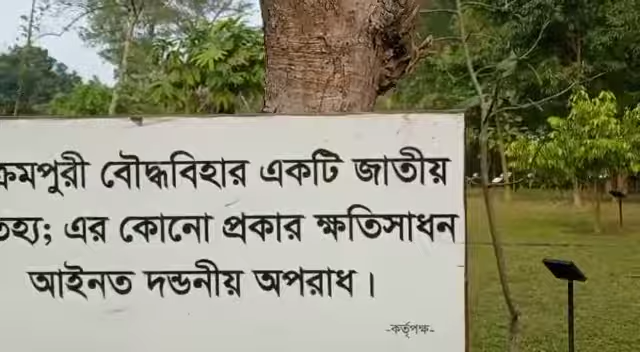 ক্রমপুরী বৌদ্ধবিহার একটি জাতীয়
তহ্য; এর কোনো প্রকার ক্ষতিসাধন
আইনত দন্ডনীয় অপরাধ।
-কর্তৃপক্ষ-